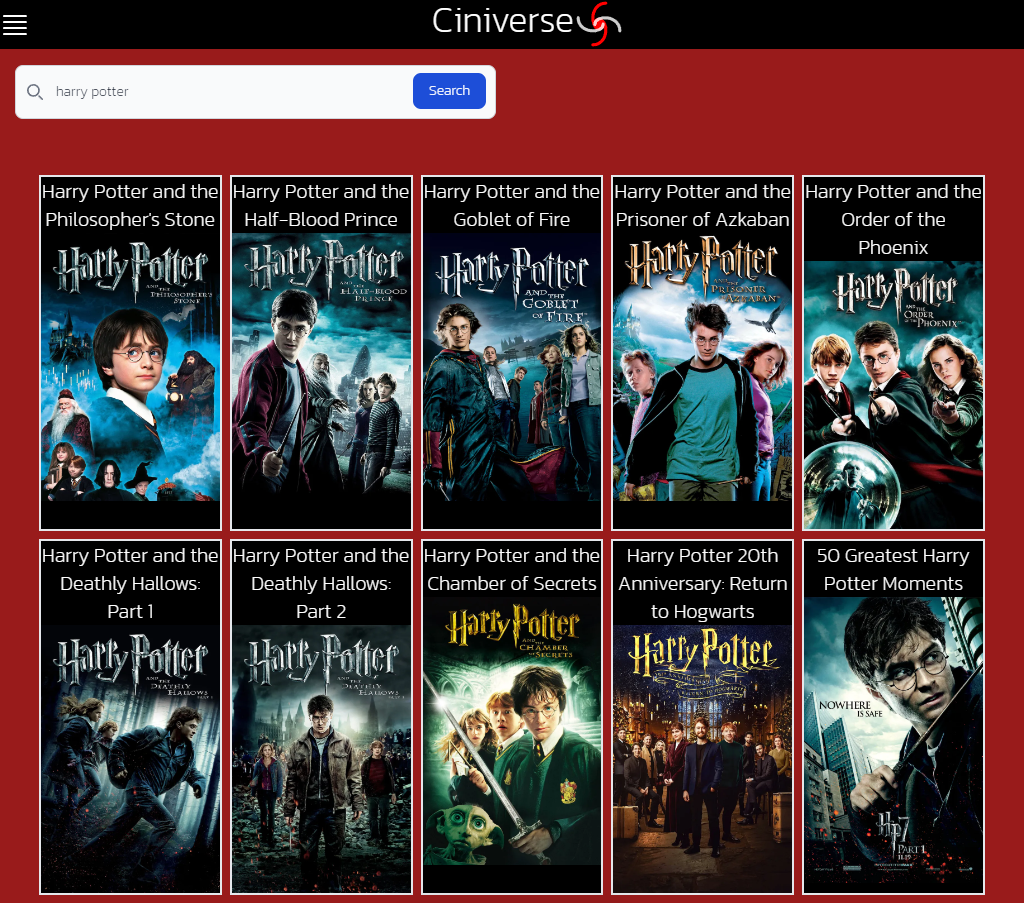 Ciniverse
harry potter
Search
Harry Potter and the
Philosopher's Stone
Harry Potter
AND THE
PHILOSOPHER'S
STONE
Harry Potter and the
Half-Blood Prince
Harry Potter
AND THE
HALF-BLOOD
PRINCE
Harry Potter and the
Goblet of Fire
Harry Potter
AND THE
GOBLET
OF FIRE
Harry Potter and the
Prisoner of Azkaban
Harry Potter
AND THE
PRISONER
OF AZKABAN
Harry Potter and the
Order of the
Phoenix
Harry Potter
AND THE
ORDER
OF THE PHOENIX
Harry Potter and the
Deathly Hallows:
Part 1
Harry Potter
AND THE
DEATHLY
HALLOWS
Harry Potter and the
Deathly Hallows:
Part 2
Harry Potter
AND THE
DEATHLY
HALLOWS
Harry Potter and the
Chamber of Secrets
Harry Potter
AND THE
CHAMBER
OF SECRETS
Harry Potter 20th
Anniversary: Return
to Hogwarts
Harry Potter
20TH ANNIVERSARY
RETURN TO HOGWARTS
50 Greatest Harry
Potter Moments
NOWHERE
IS SAFE
Hp7
PART 1
11.19